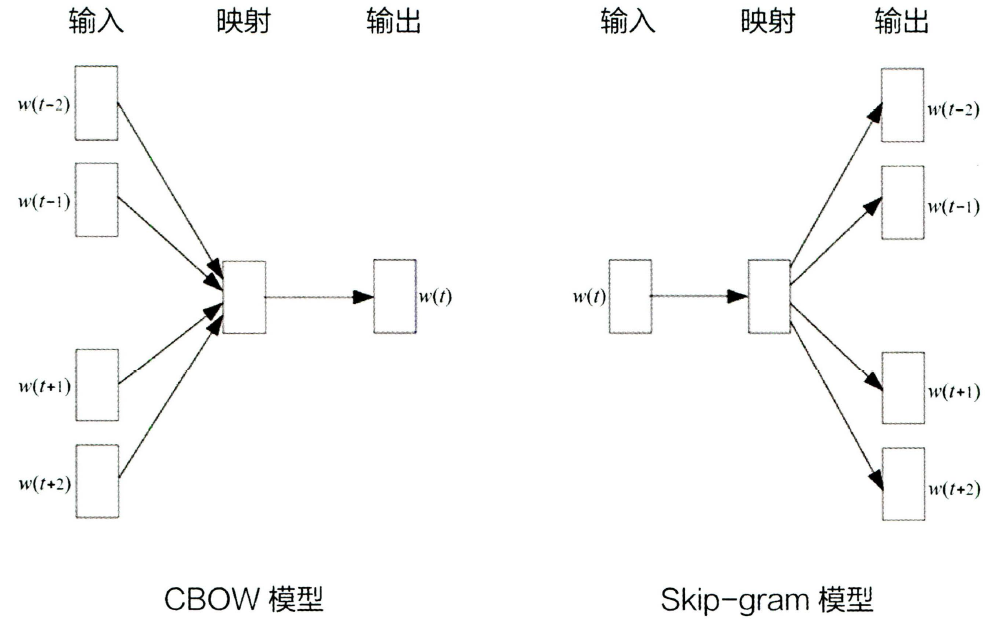 输入 映射 输出 输入 映射 输出
w(t-2) w(t-2)
w(t-1) w(t-1)
w(t) w(t)
w(t+1) w(t+1)
w(t+2) w(t+2)
CBOW 模型 Skip-gram 模型